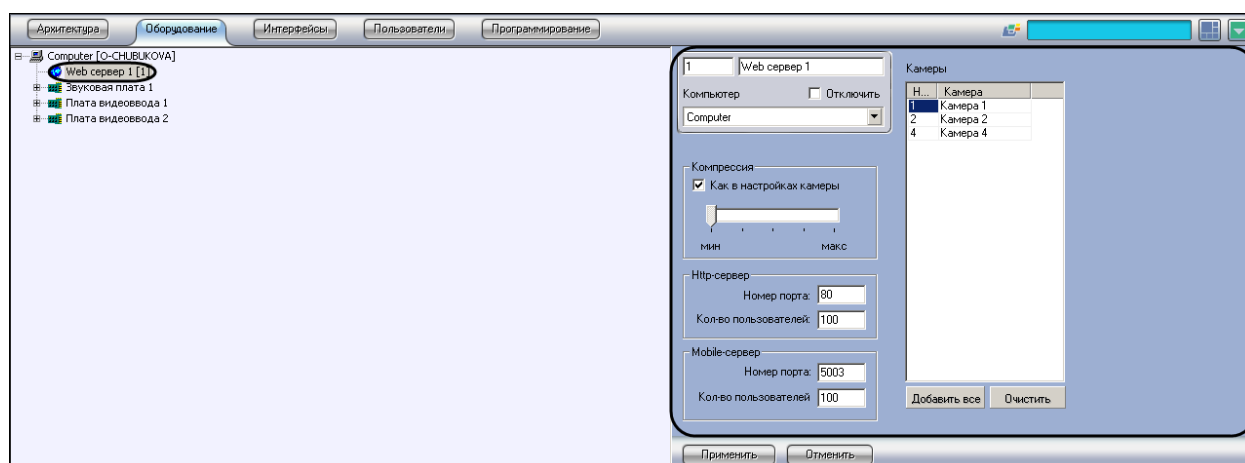 Архитектура Оборудование Интерфейсы Пользователи Программирование
Computer [O-CHUBUKOVA]
Web сервер 1 [1]
Звуковая плата 1
Плата видеоввода 1
Плата видеоввода 2
1 Web сервер 1
Компьютер Отключить
Computer
Компрессия
Как в настройках камеры
мин макс
Http-сервер
Номер порта: 80
Кол-во пользователей: 100
Mobile-сервер
Номер порта: 5003
Кол-во пользователей 100
Камеры
Н... Камера
1 Камера 1
2 Камера 2
4 Камера 4
Добавить все Очистить
Применить Отменить